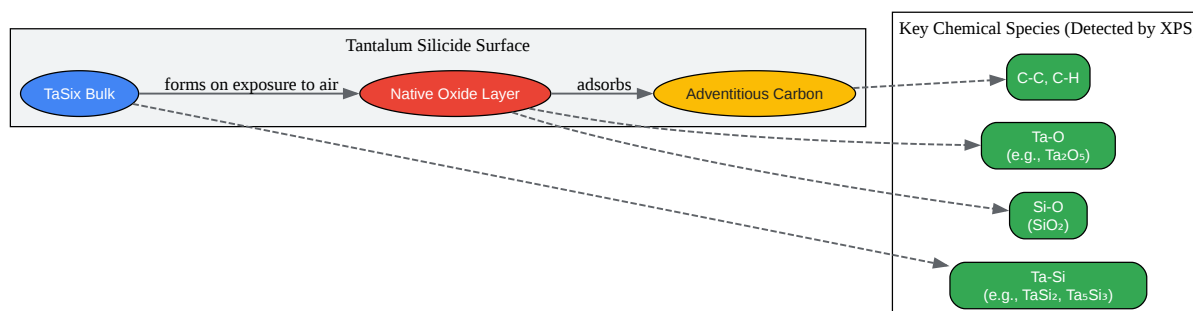 Key Chemical Species (Detected by XPS
Tantalum Silicide Surface
TaSix Bulk
forms on exposure to air
Native Oxide Layer
adsorbs
Adventitious Carbon
C-C, C-H
Ta-O
(e.g., Ta₂O₅)
Si-O
(SiO₂)
Ta-Si
(e.g., TaSi₂, Ta₅Si₃)